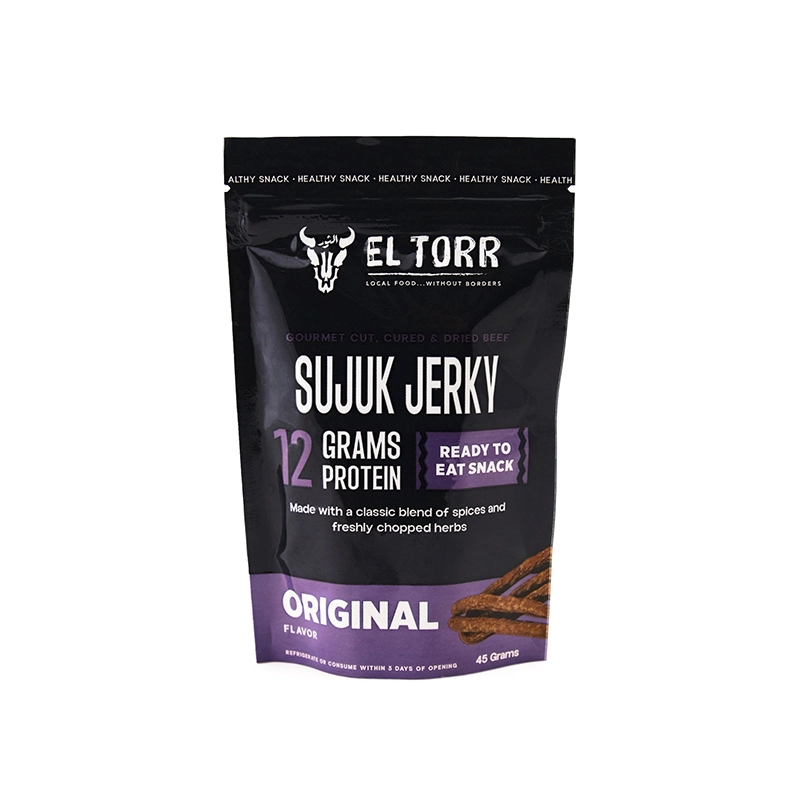 ALTHY SNACK · HEALTHY SNACK · HEALTHY SNACK · HEALTHY SNACK · HEALTH
الثور
EL TORR
LOCAL FOOD...WITHOUT BORDERS
GOURMET CUT, CURED & DRIED BEEF
SUJUK JERKY
12 GRAMS PROTEIN
READY TO
EAT SNACK
Made with a classic blend of spices and
freshly chopped herbs
ORIGINAL
FLAVOR
REFRIGERATE OR CONSUME WITHIN 3 DAYS OF OPENING
45 Grams